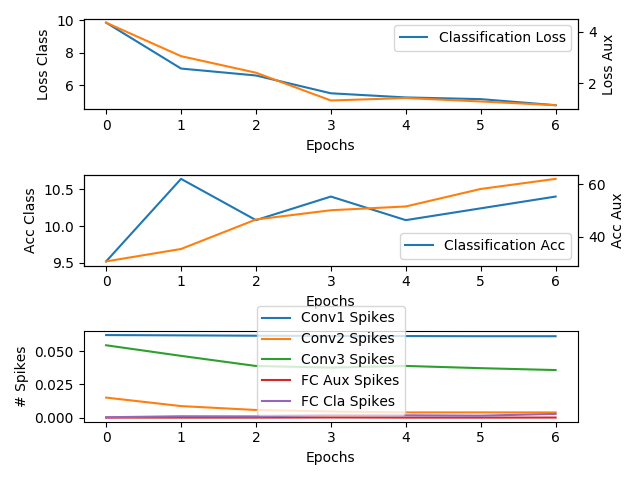 10
8
6
Loss Class
Classification Loss
4
2
Loss Aux
0 1 2 3 4 5 6
Epochs
10.5
10.0
9.5
Acc Class
Classification Acc
60
40
Acc Aux
0 1 2 3 4 5 6
Epochs
0.050
0.025
0.000
# Spikes
Conv1 Spikes
Conv2 Spikes
Conv3 Spikes
FC Aux Spikes
FC Cla Spikes
0 1 2 3 4 5 6
Epochs